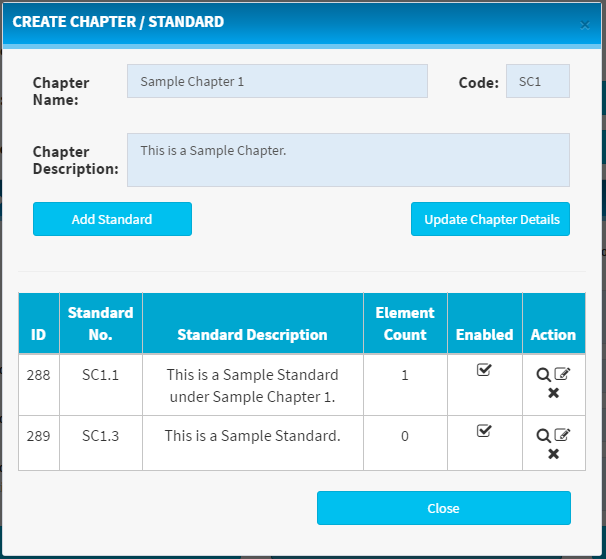 CREATE CHAPTER / STANDARD ×
Chapter Name:
Sample Chapter 1
Code:
SC1
Chapter Description:
This is a Sample Chapter.
Add Standard
Update Chapter Details
ID
Standard No.
Standard Description
Element Count
Enabled
Action
288
SC1.1
This is a Sample Standard
under Sample Chapter 1.
1
289
SC1.3
This is a Sample Standard.
0
Close